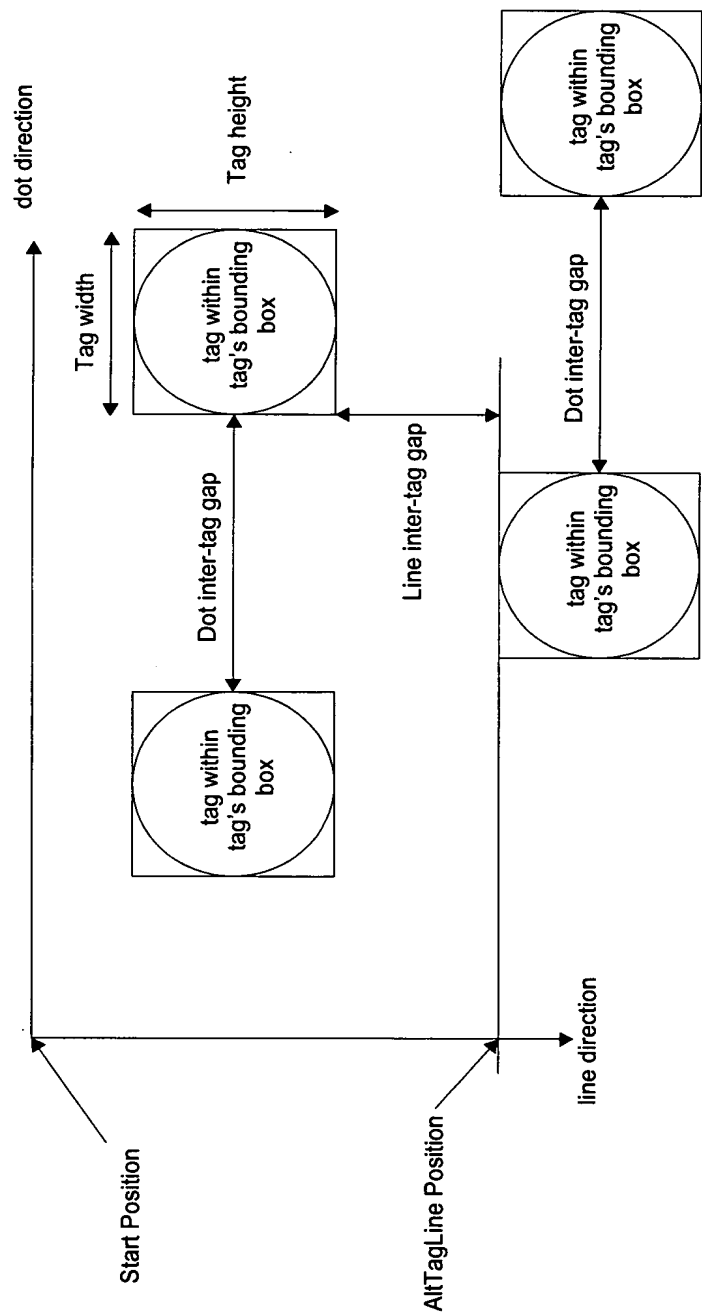 dot direction
Tag height
Tag width
tag within
tag's bounding
box
Dot inter-tag gap
tag within
tag's bounding
box
Line inter-tag gap
tag within
tag's bounding
box
Dot inter-tag gap
tag within
tag's bounding
box
line direction
Start Position
AltTagLine Position